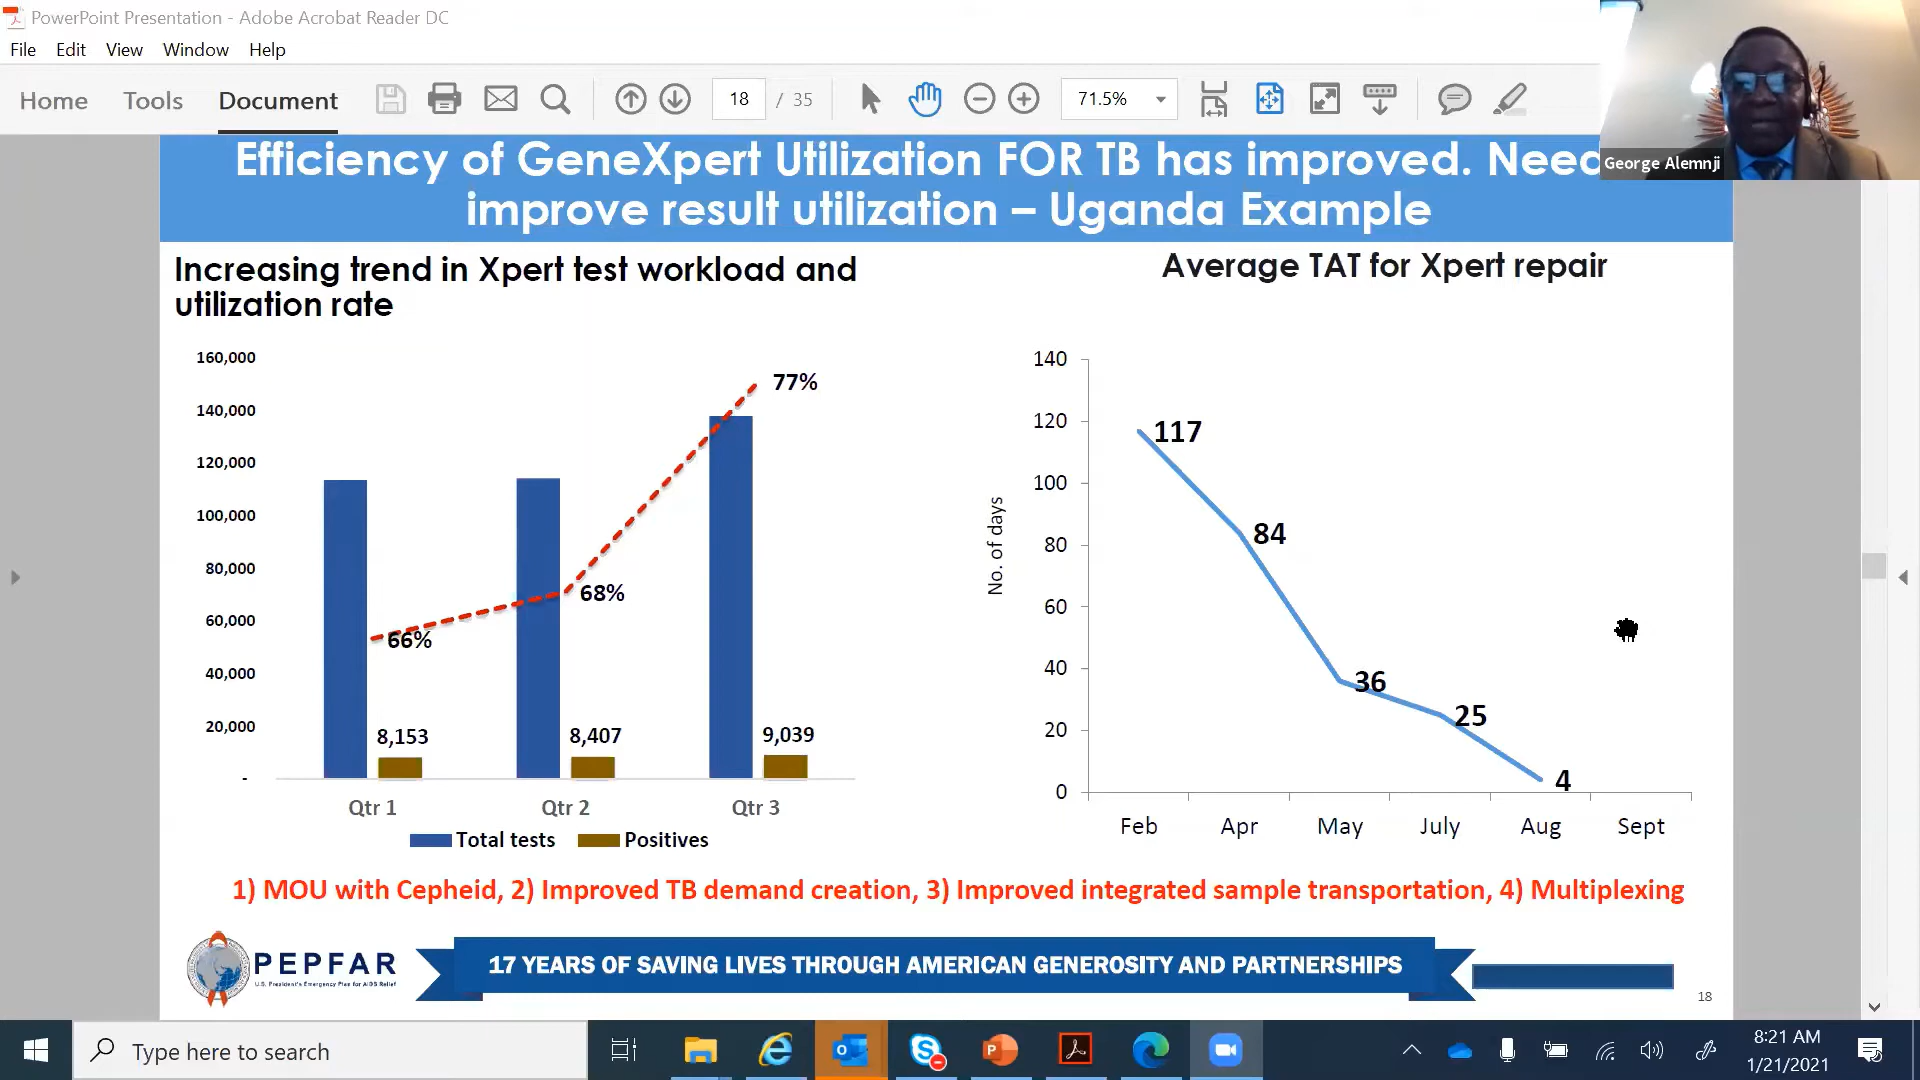 PowerPoint Presentation - Adobe Acrobat Reader DC
File Edit View Window Help
Home Tools Document 18 / 35 71.5%
George Alemnji
Efficiency of GeneXpert Utilization FOR TB has improved. Need
improve result utilization – Uganda Example
Increasing trend in Xpert test workload and
utilization rate
160,000
140,000
120,000
100,000
80,000
60,000
40,000
20,000
-
77%
68%
66%
8,153
8,407
9,039
Qtr 1 Qtr 2 Qtr 3
Total tests Positives
Average TAT for Xpert repair
No. of days
140
120
100
80
60
40
20
0
117
84
36
25
4
Feb Apr May July Aug Sept
1) MOU with Cepheid, 2) Improved TB demand creation, 3) Improved integrated sample transportation, 4) Multiplexing
PEPFAR
U.S. President's Emergency Plan for AIDS Relief
17 YEARS OF SAVING LIVES THROUGH AMERICAN GENEROSITY AND PARTNERSHIPS
18
Type here to search
8:21 AM
1/21/2021